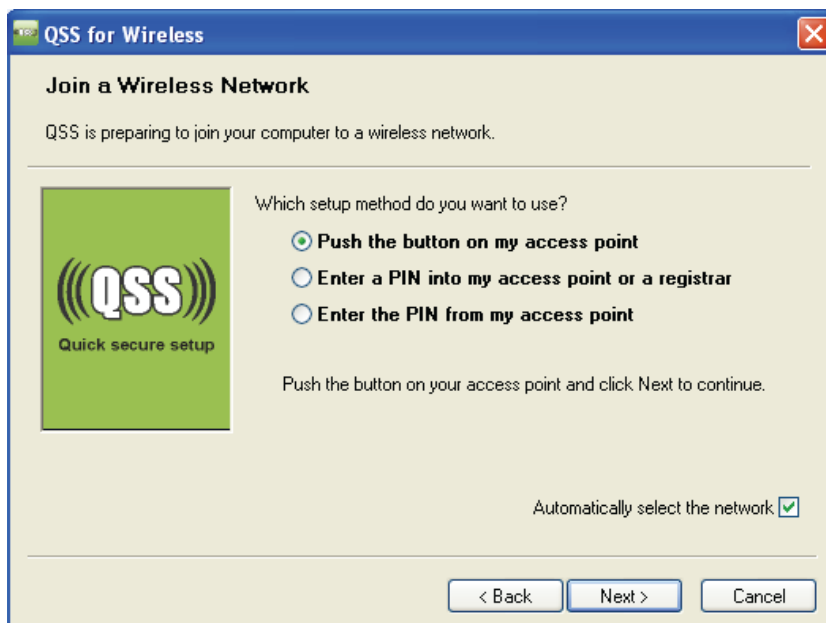 QSS for Wireless
Join a Wireless Network
QSS is preparing to join your computer to a wireless network.
Which setup method do you want to use?
Push the button on my access point
Enter a PIN into my access point or a registrar
Enter the PIN from my access point
(((QSS)))
Quick secure setup
Push the button on your access point and click Next to continue.
Automatically select the network
< Back Next > Cancel